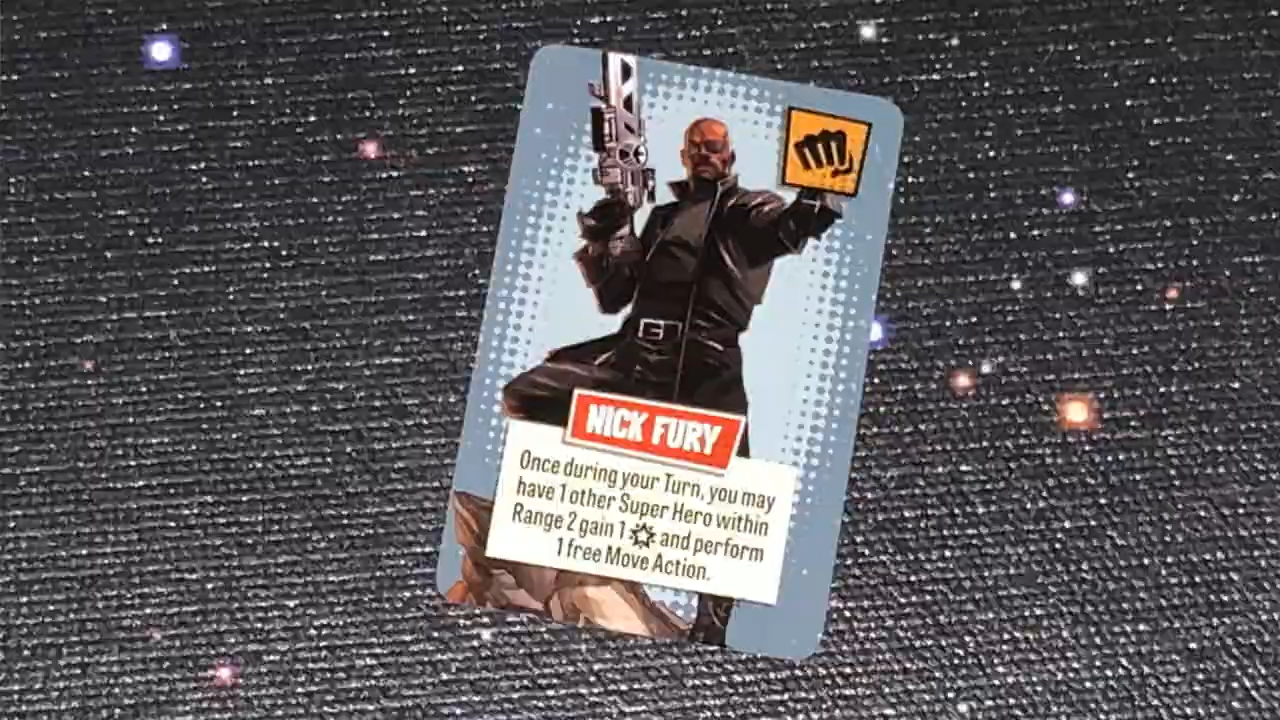 NICK FURY
Once during your Turn, you may
have 1 other Super Hero within
Range 2 gain 1 and perform
1 free Move Action.